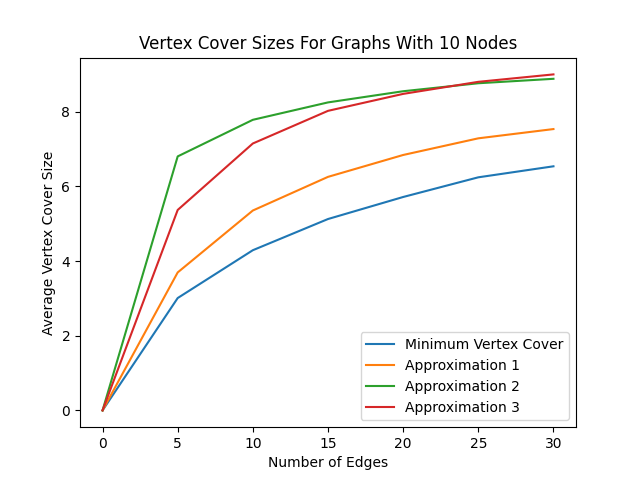 Vertex Cover Sizes For Graphs With 10 Nodes
8
6
4
2
0
Average Vertex Cover Size
Minimum Vertex Cover
Approximation 1
Approximation 2
Approximation 3
0 5 10 15 20 25 30
Number of Edges